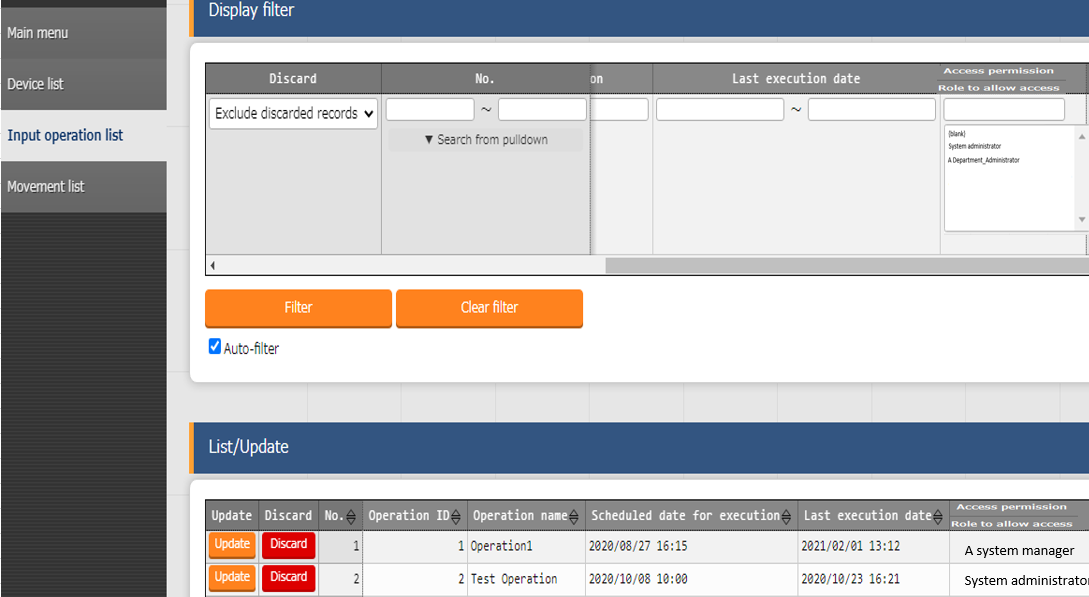 Display filter
Main menu
Device list
Input operation list
Movement list
Discard No. on Last execution date Access permission
Role to allow access
Exclude discarded records ~ ~
▼ Search from pulldown
(blank)
System administrator
A Department_Administrator
Filter Clear filter
Auto-filter
List/Update
Update Discard No. Operation ID Operation name Scheduled date for execution Last execution date Access permission
Role to allow access
Update Discard 1 1 Operation1 2020/08/27 16:15 2021/02/01 13:12 A system manager
Update Discard 2 2 Test Operation 2020/10/08 10:00 2020/10/23 16:21 System administrator